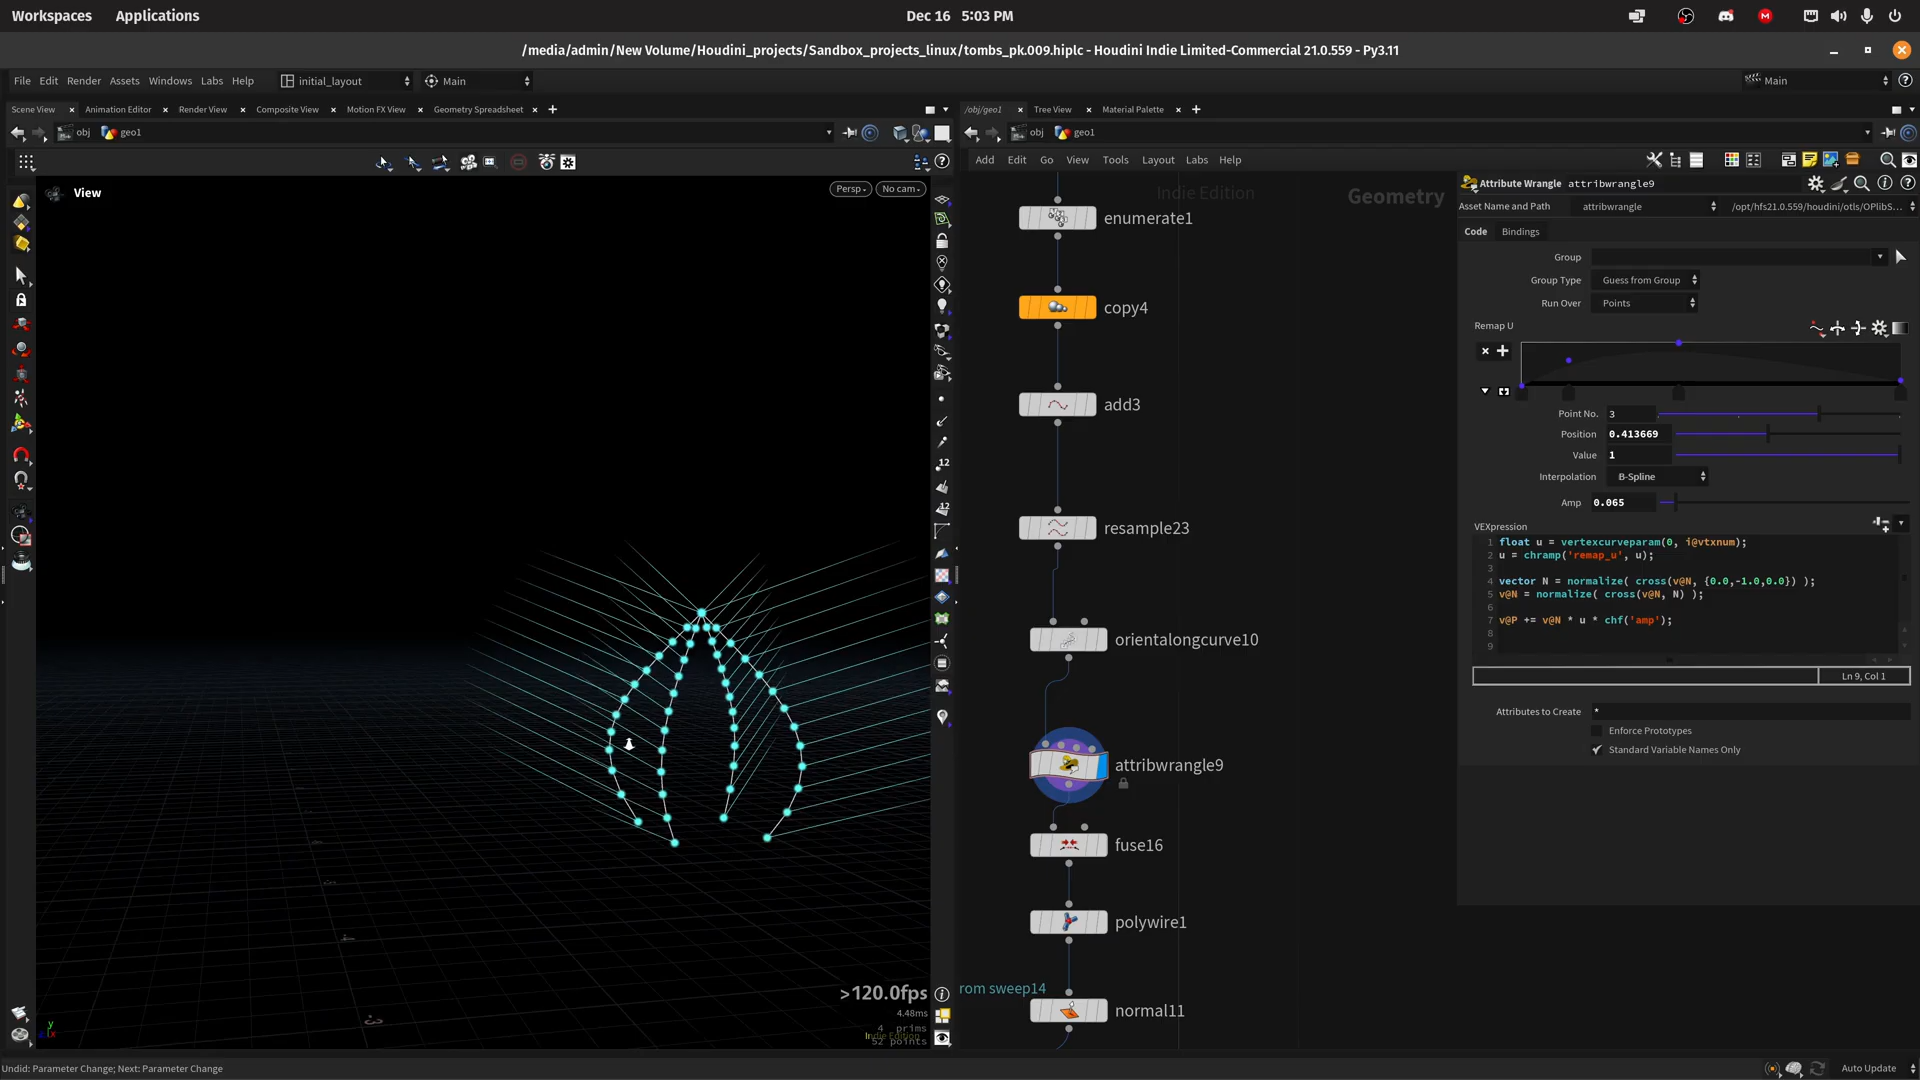 Workspaces Applications Dec 16 5:03 PM
/media/admin/New Volume/Houdini_projects/Sandbox_projects_linux/tombs_pk.009.hiplc - Houdini Indie Limited-Commercial 21.0.559 - Py3.11
File Edit Render Assets Windows Labs Help initial_layout Main Main
Scene View Animation Editor Render View Composite View Motion FX View Geometry Spreadsheet
obj geo1
View
Persp No cam
12
12
>120.0fps
4.48ms
4 prims
52 points
Indie Edition
/obj/geo1 Tree View Material Palette
obj geo1
Add Edit Go View Tools Layout Labs Help
Indie Edition
Geometry
enumerate1
copy4
add3
resample23
orientalongcurve10
attribwrangle9
fuse16
polywire1
rom sweep14
normal11
Attribute Wrangle attribwrangle9
Asset Name and Path attribwrangle /opt/hfs21.0.559/houdini/otls/OPlibS...
Code Bindings
Group
Group Type Guess from Group
Run Over Points
Remap U
Point No. 3
Position 0.413669
Value 1
Interpolation B-Spline
Amp 0.065
VEXpression
1 float u = vertexcurveparam(0, i@vtxnum);
2 u = chramp('remap_u', u);
3
4 vector N = normalize( cross(v@N, {0.0,-1.0,0.0}) );
5 v@N = normalize( cross(v@N, N) );
6
7 v@P += v@N * u * chf('amp');
8
9
Ln 9, Col 1
Attributes to Create *
Enforce Prototypes
Standard Variable Names Only
Undid: Parameter Change; Next: Parameter Change
Auto Update